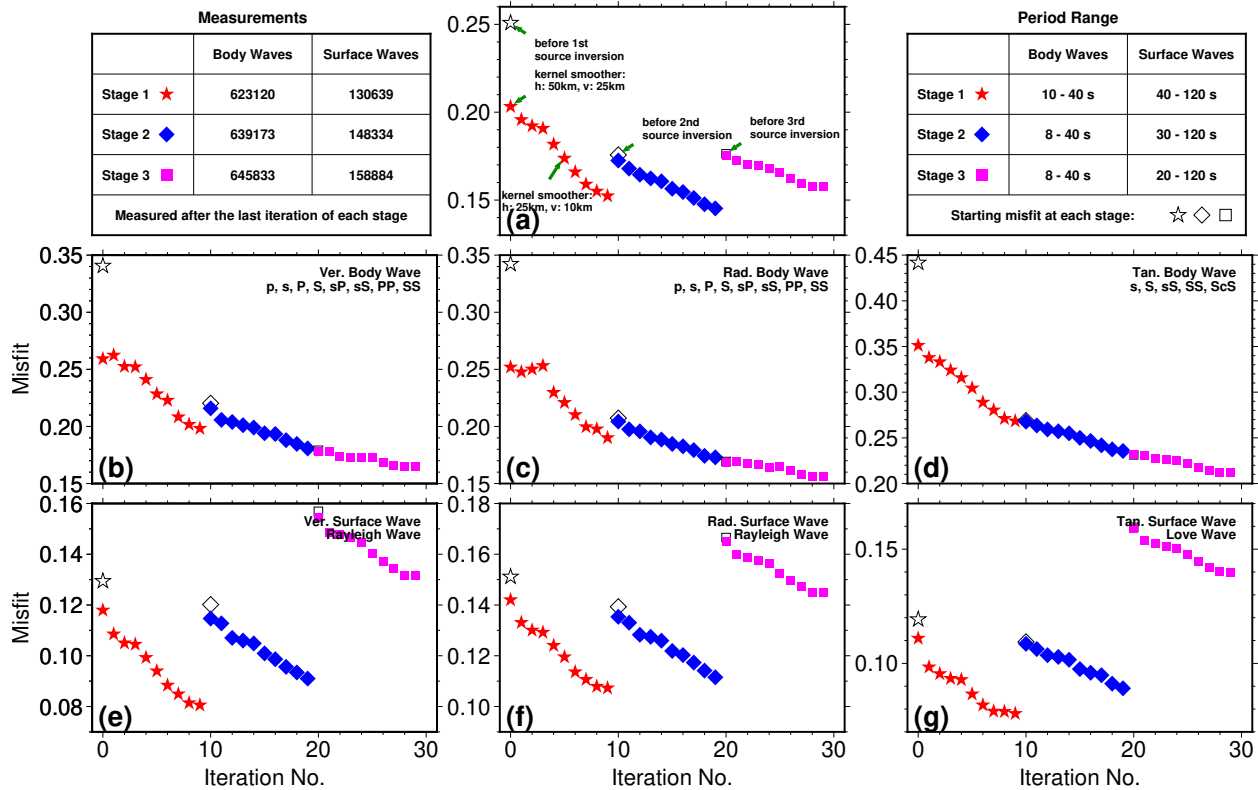 Measurements
Body Waves Surface Waves
Stage 1 623120 130639
Stage 2 639173 148334
Stage 3 645833 158884
Measured after the last iteration of each stage
0.25
0.20
0.15
before 1st
source inversion
kernel smoother:
h: 50km, v: 25km
before 2nd
source inversion
before 3rd
source inversion
kernel smoother:
h: 25km, v: 10km
(a)
Period Range
Body Waves Surface Waves
Stage 1 10 - 40 s 40 - 120 s
Stage 2 8 - 40 s 30 - 120 s
Stage 3 8 - 40 s 20 - 120 s
Starting misfit at each stage:
0.35
0.30
0.25
0.20
0.15
Misfit
Ver. Body Wave
p, s, P, S, sP, sS, PP, SS
(b)
0.35
0.30
0.25
0.20
0.15
Rad. Body Wave
p, s, P, S, sP, sS, PP, SS
(c)
0.45
0.40
0.35
0.30
0.25
0.20
Tan. Body Wave
s, S, sS, SS, ScS
(d)
0.16
0.14
0.12
0.10
0.08
Misfit
Ver. Surface Wave
Rayleigh Wave
(e)
0 10 20 30
Iteration No.
0.18
0.16
0.14
0.12
0.10
Rad. Surface Wave
Rayleigh Wave
(f)
0 10 20 30
Iteration No.
0.15
0.10
Tan. Surface Wave
Love Wave
(g)
0 10 20 30
Iteration No.